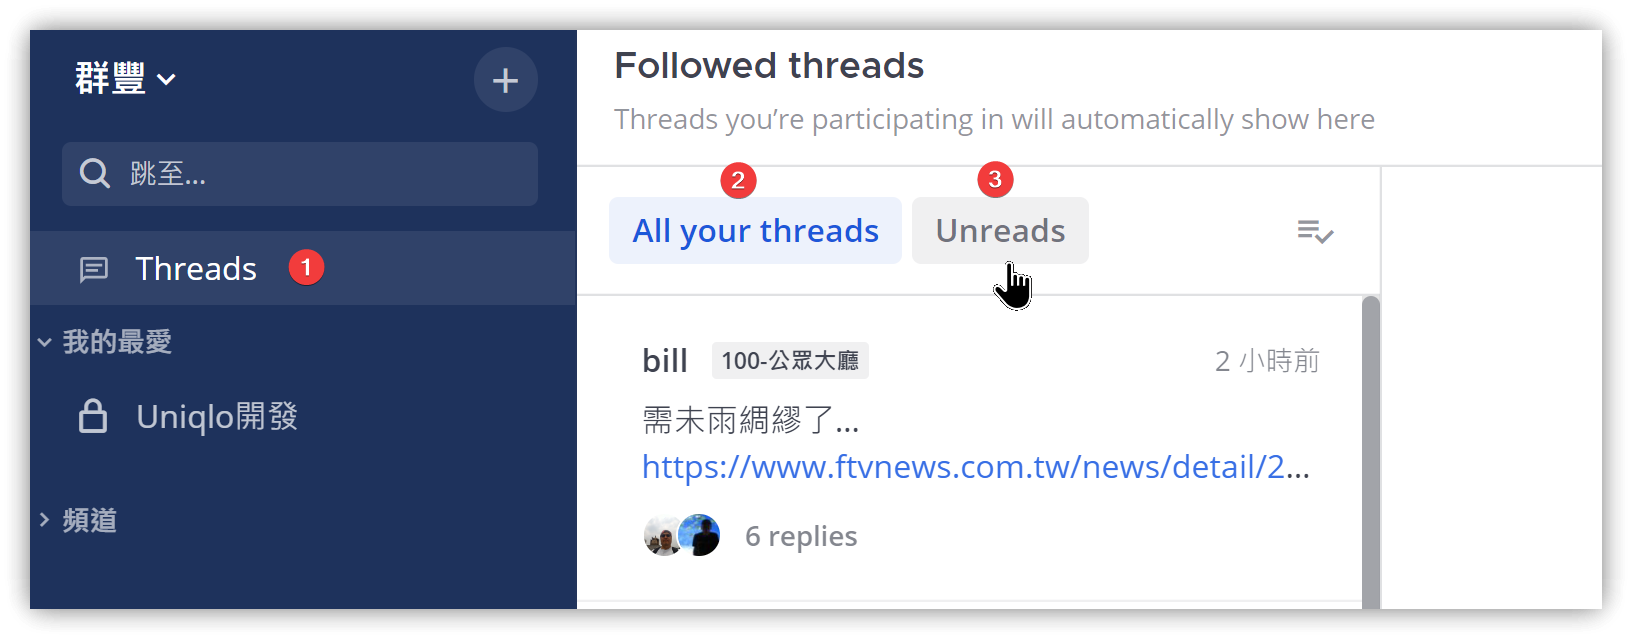 群豐
跳至...
Threads 1
我的最愛
Uniqlo開發
頻道
Followed threads
Threads you're participating in will automatically show here
2 3
All your threads Unreads
bill 100-公眾大廳 2 小時前
需未雨綢繆了...
https://www.ftvnews.com.tw/news/detail/2...
6 replies